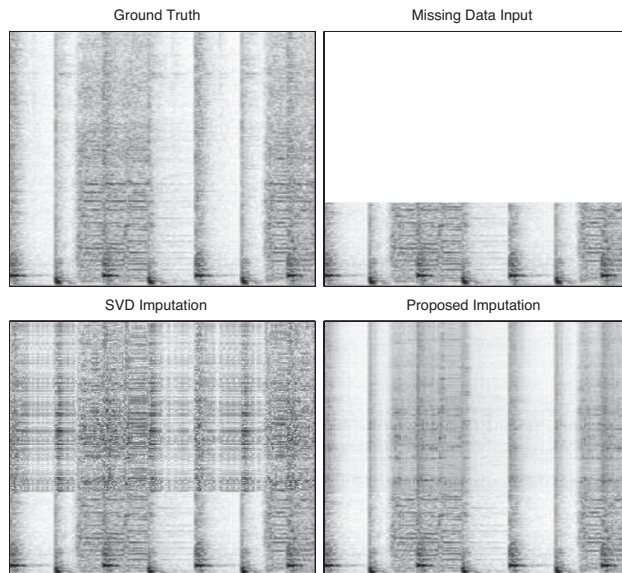 Ground Truth
Missing Data Input
SVD Imputation
Proposed Imputation